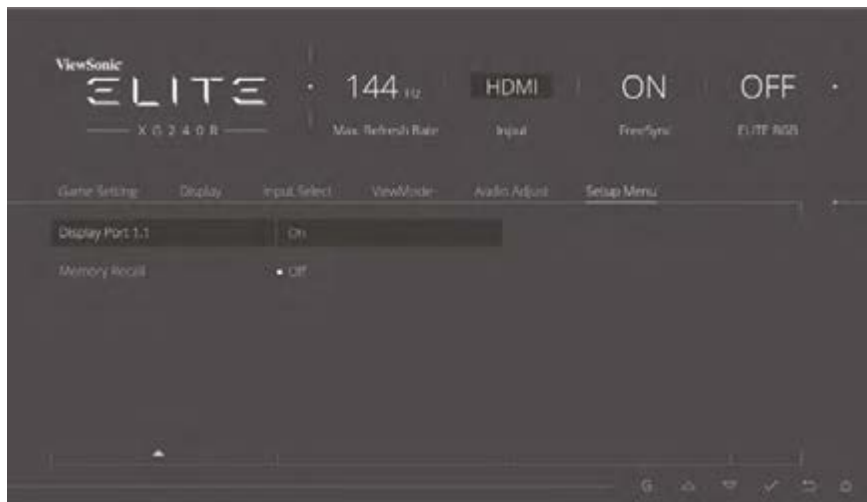 ViewSonic
ELITE
XG240R
144 Hz
Max. Refresh Rate
HDMI
Input
ON
FreeSync
OFF
ELITE RGB
Game Setting Display Input Select ViewMode Audio Adjust Setup Menu
Display Port 1.1 On
Memory Recall Off
G